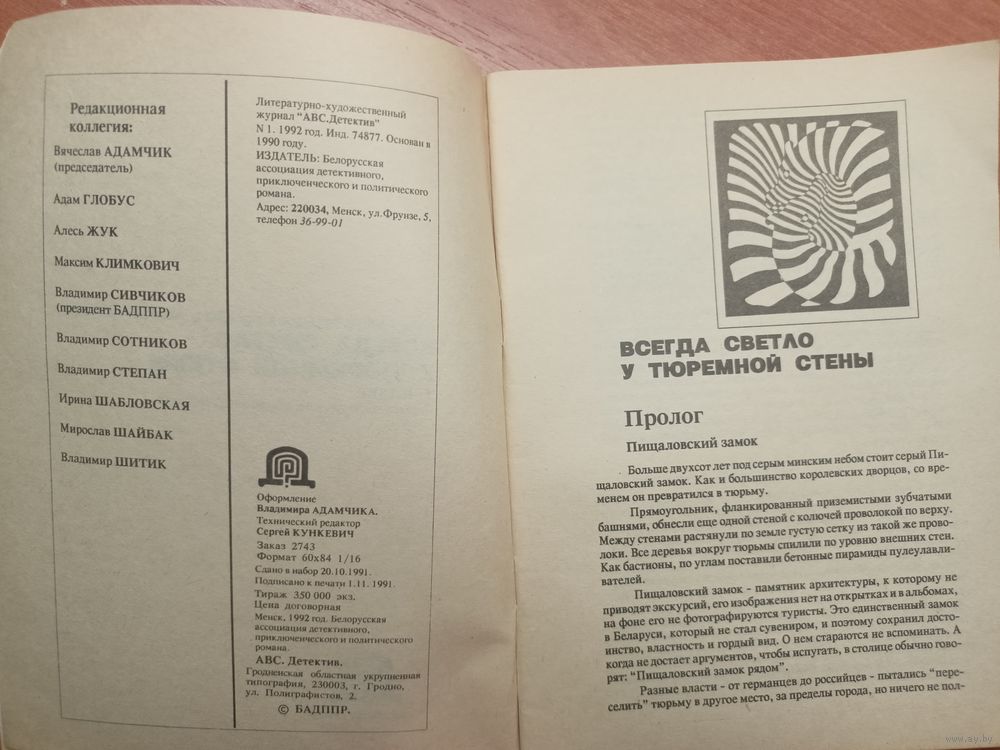 Редакционная
коллегия:
Вячеслав АДАМЧИК
(председатель)
Адам ГЛОБУС
Алесь ЖУК
Максим КЛИМКОВИЧ
Владимир СИВЧИКОВ
(президент БАДППР)
Владимир СОТНИКОВ
Владимир СТЕПАН
Ирина ШАБЛОВСКАЯ
Мирослав ШАЙБАК
Владимир ШИТИК
Литературно-художественный
журнал "АВС.Детектив"
N 1. 1992 год. Инд. 74877. Основан в
1990 году.
ИЗДАТЕЛЬ: Белорусская
ассоциация детективного,
приключенческого и политического
романа.
Адрес: 220034, Менск, ул.Фрунзе, 5,
телефон 36-99-01
Оформление
Владимира АДАМЧИКА.
Технический редактор
Сергей КУНКЕВИЧ
Заказ 2743
Формат 60х84 1/16
Сдано в набор 20.10.1991.
Подписано к печати 1.11. 1991.
Тираж 350 000 экз.
Цена договорная
Менск, 1992 год. Белорусская
ассоциация детективного,
приключенческого и политического
романа.
АВС. Детектив.
Гродненская областная укрупненная
типография, 230003, г. Гродно,
ул. Полиграфистов, 2.
© БАДППР.
ВСЕГДА СВЕТЛО
У ТЮРЕМНОЙ СТЕНЫ
Пролог
Пищаловский замок
Больше двухсот лет под серым минским небом стоит серый Пи-
щаловский замок. Как и большинство королевских дворцов, со вре-
менем он превратился в тюрьму.
Прямоугольник, фланкированный приземистыми зубчатыми
башнями, обнесли еще одной стеной с колючей проволокой по верху.
Между стенами растянули по земле густую сетку из такой же прово-
локи. Все деревья вокруг тюрьмы спилили по уровню внешних стен.
Как бастионы, по углам поставили бетонные пирамиды пулеулавли-
вателей.
Пищаловский замок - памятник архитектуры, к которому не
приводят экскурсий, его изображения нет на открытках и в альбомах,
на фоне его не фотографируются туристы. Это единственный замок
в Беларуси, который не стал сувениром, и поэтому сохранил досто-
инство, властность и гордый вид. О нем стараются не вспоминать. А
когда не достает аргументов, чтобы испугать, в столице обычно гово-
рят: "Пищаловский замок рядом".
Разные власти - от германцев до российцев - пытались "пере-
селить" тюрьму в другое место, за пределы города, но ничего не пол-
www.ay.by